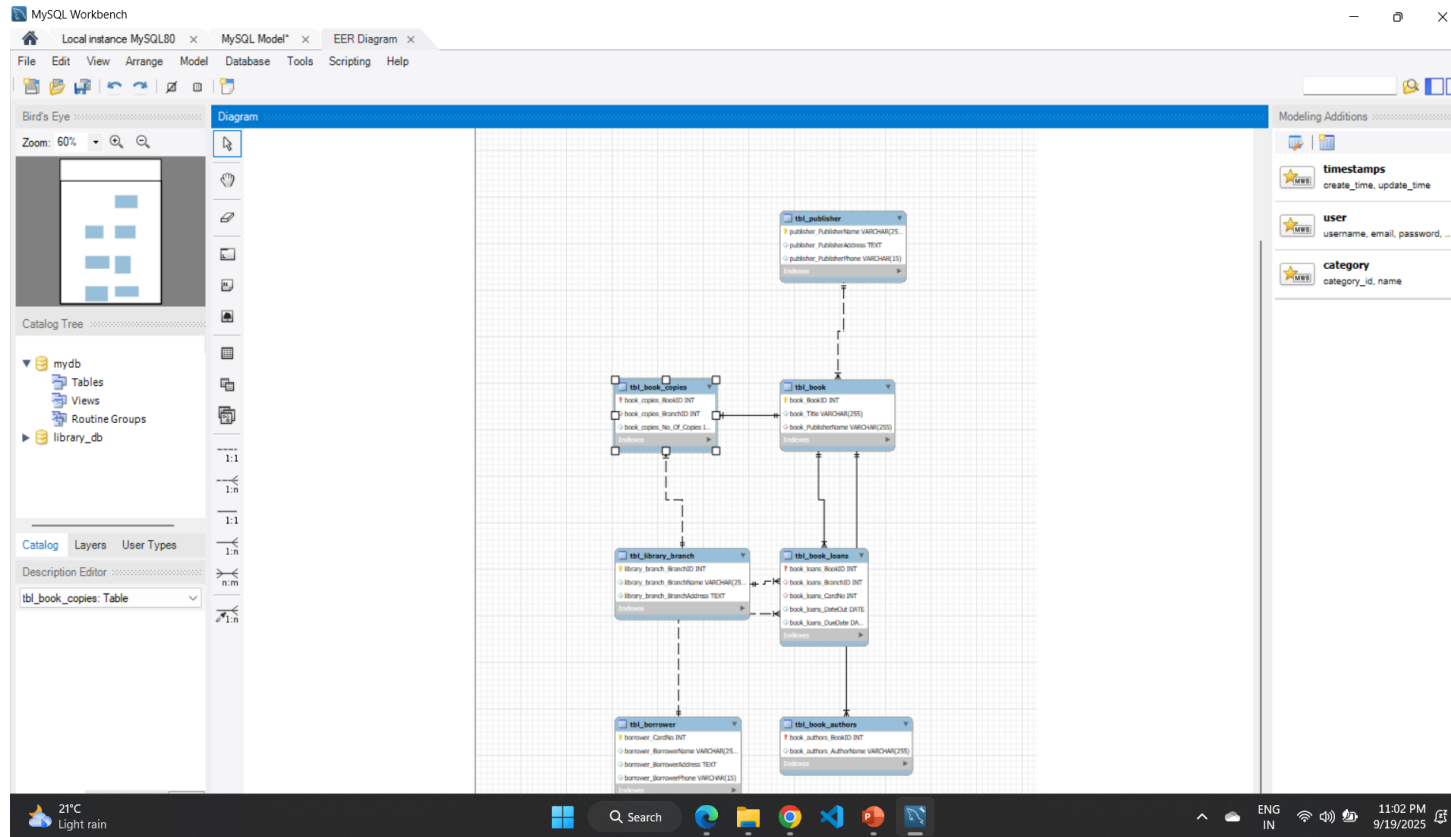 MySQL Workbench
Local instance MySQL80
MySQL Model*
EER Diagram
File Edit View Arrange Model Database Tools Scripting Help
Bird's Eye
Zoom: 60%
Catalog Tree
mydb
Tables
Views
Routine Groups
library_db
Catalog Layers User Types
Description Editor
tbl_book_copies: Table
1:1
1:n
1:1
1:n
n:m
1:n
Diagram
tbl_publisher
publisher_PublisherName VARCHAR(25...
publisher_PublisherAddress TEXT
publisher_PublisherPhone VARCHAR(15)
Indexes
tbl_book_copies
book_copies_BookID INT
book_copies_BranchID INT
book_copies_No_Of_Copies I...
Indexes
tbl_book
book_BookID INT
book_Title VARCHAR(255)
book_PublisherName VARCHAR(255)
Indexes
tbl_library_branch
library_branch_BranchID INT
library_branch_BranchName VARCHAR(25...
library_branch_BranchAddress TEXT
Indexes
tbl_book_loans
book_loans_BookID INT
book_loans_BranchID INT
book_loans_CardNo INT
book_loans_DateOut DATE
book_loans_DueDate DA...
Indexes
tbl_borrower
borrower_CardNo INT
borrower_BorrowerName VARCHAR(25...
borrower_BorrowerAddress TEXT
borrower_BorrowerPhone VARCHAR(15)
Indexes
tbl_book_authors
book_authors_BookID INT
book_authors_AuthorName VARCHAR(255)
Indexes
Modeling Additions
MWB
timestamps
create_time, update_time
MWB
user
username, email, password, ...
MWB
category
category_id, name
21°C
Light rain
Search
ENG
IN
11:02 PM
9/19/2025